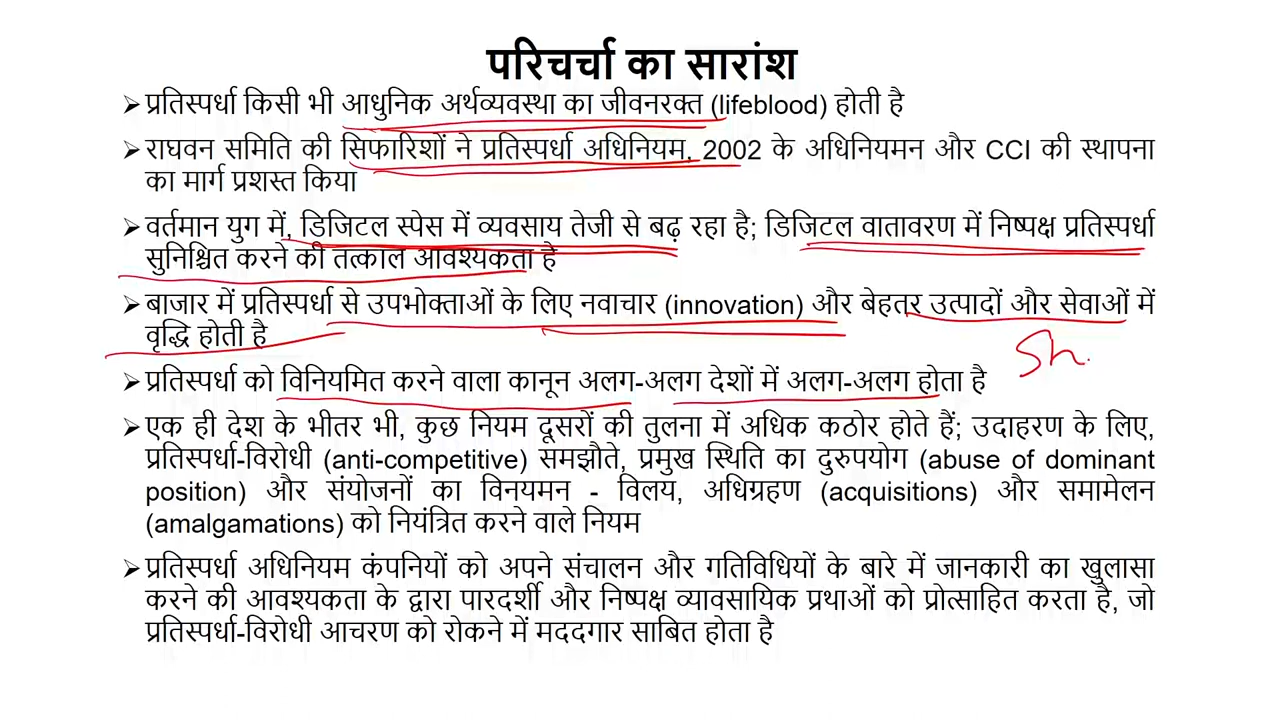 परिचर्चा का सारांश
➢ प्रतिस्पर्धा किसी भी आधुनिक अर्थव्यवस्था का जीवनरक्त (lifeblood) होती है
➢ राघवन समिति की सिफारिशों ने प्रतिस्पर्धा अधिनियम, 2002 के अधिनियमन और CCI की स्थापना
का मार्ग प्रशस्त किया
➢ वर्तमान युग में, डिजिटल स्पेस में व्यवसाय तेजी से बढ़ रहा है; डिजिटल वातावरण में निष्पक्ष प्रतिस्पर्धा
सुनिश्चित करने की तत्काल आवश्यकता है
➢ बाजार में प्रतिस्पर्धा से उपभोक्ताओं के लिए नवाचार (innovation) और बेहतर उत्पादों और सेवाओं में
वृद्धि होती है
Sh
➢ प्रतिस्पर्धा को विनियमित करने वाला कानून अलग-अलग देशों में अलग-अलग होता है
➢ एक ही देश के भीतर भी, कुछ नियम दूसरों की तुलना में अधिक कठोर होते हैं; उदाहरण के लिए,
प्रतिस्पर्धा-विरोधी (anti-competitive) समझौते, प्रमुख स्थिति का दुरुपयोग (abuse of dominant
position) और संयोजनों का विनयमन - विलय, अधिग्रहण (acquisitions) और समामेलन
(amalgamations) को नियंत्रित करने वाले नियम
➢ प्रतिस्पर्धा अधिनियम कंपनियों को अपने संचालन और गतिविधियों के बारे में जानकारी का खुलासा
करने की आवश्यकता के द्वारा पारदर्शी और निष्पक्ष व्यावसायिक प्रथाओं को प्रोत्साहित करता है, जो
प्रतिस्पर्धा-विरोधी आचरण को रोकने में मददगार साबित होता है